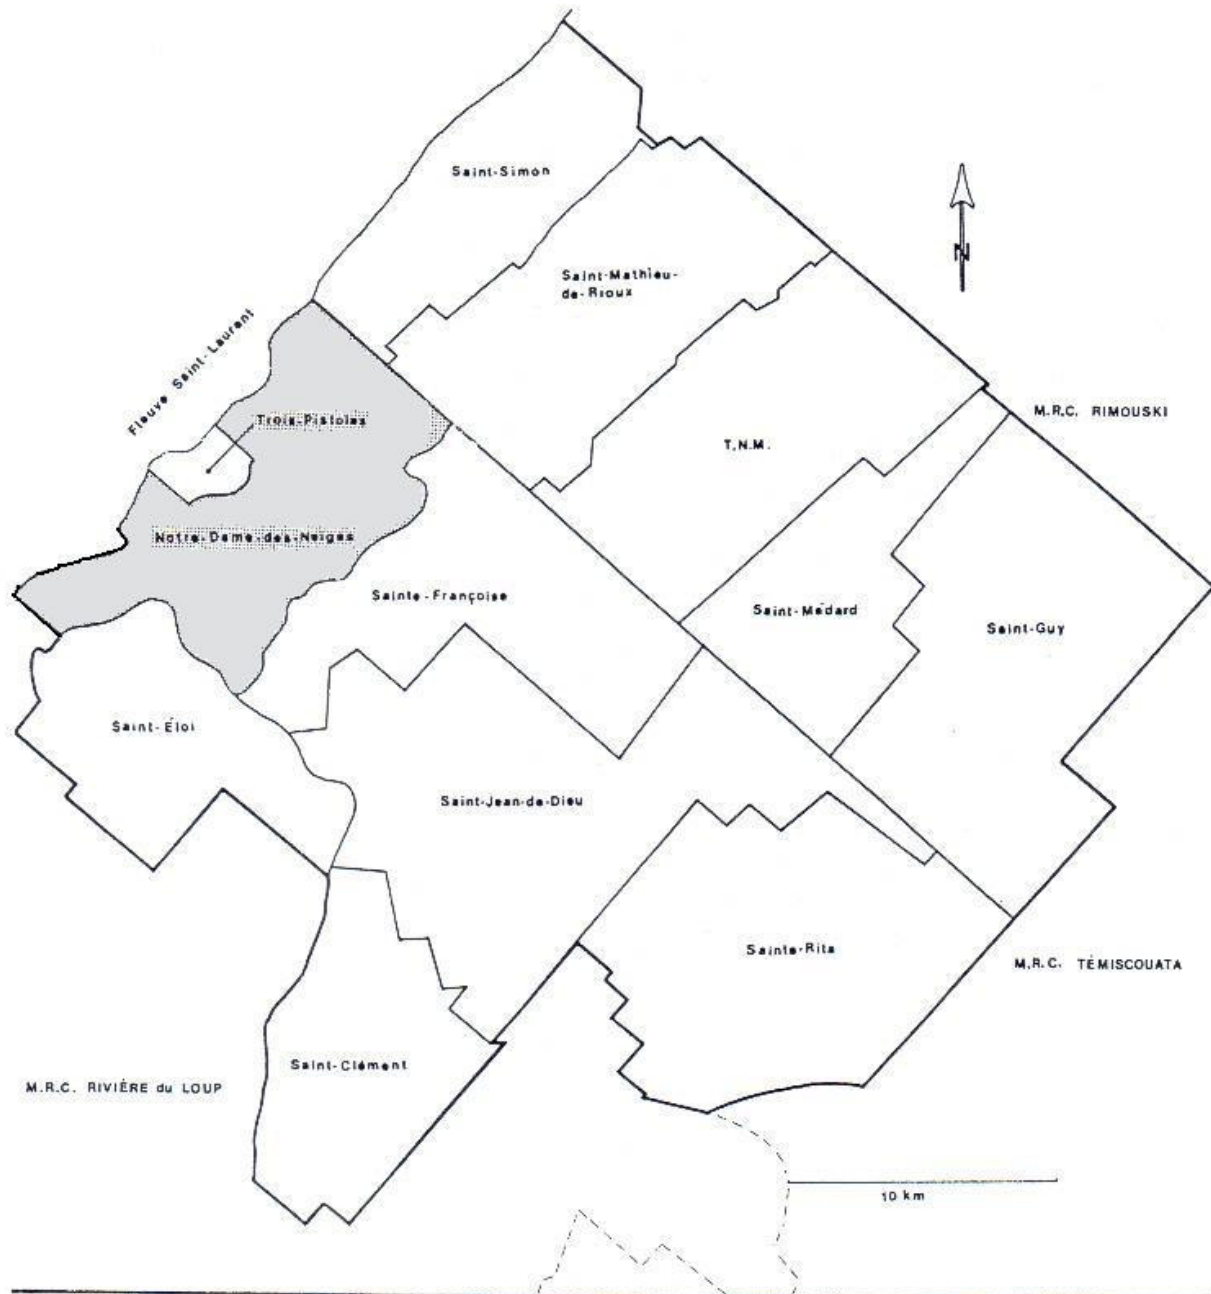 Saint-Simon
N
Saint-Mathieu-
de-Rioux
Fleuve Saint-Laurent
Trois-Pistoles
M.R.C. RIMOUSKI
T.N.M.
Notre-Dame-des-Neiges
Sainte-Françoise
Saint-Médard
Saint-Guy
Saint-Éloi
Saint-Jean-de-Dieu
Sainte-Rita
M.R.C. TÉMISCOUATA
Saint-Clément
M.R.C. RIVIÈRE du LOUP
10 km